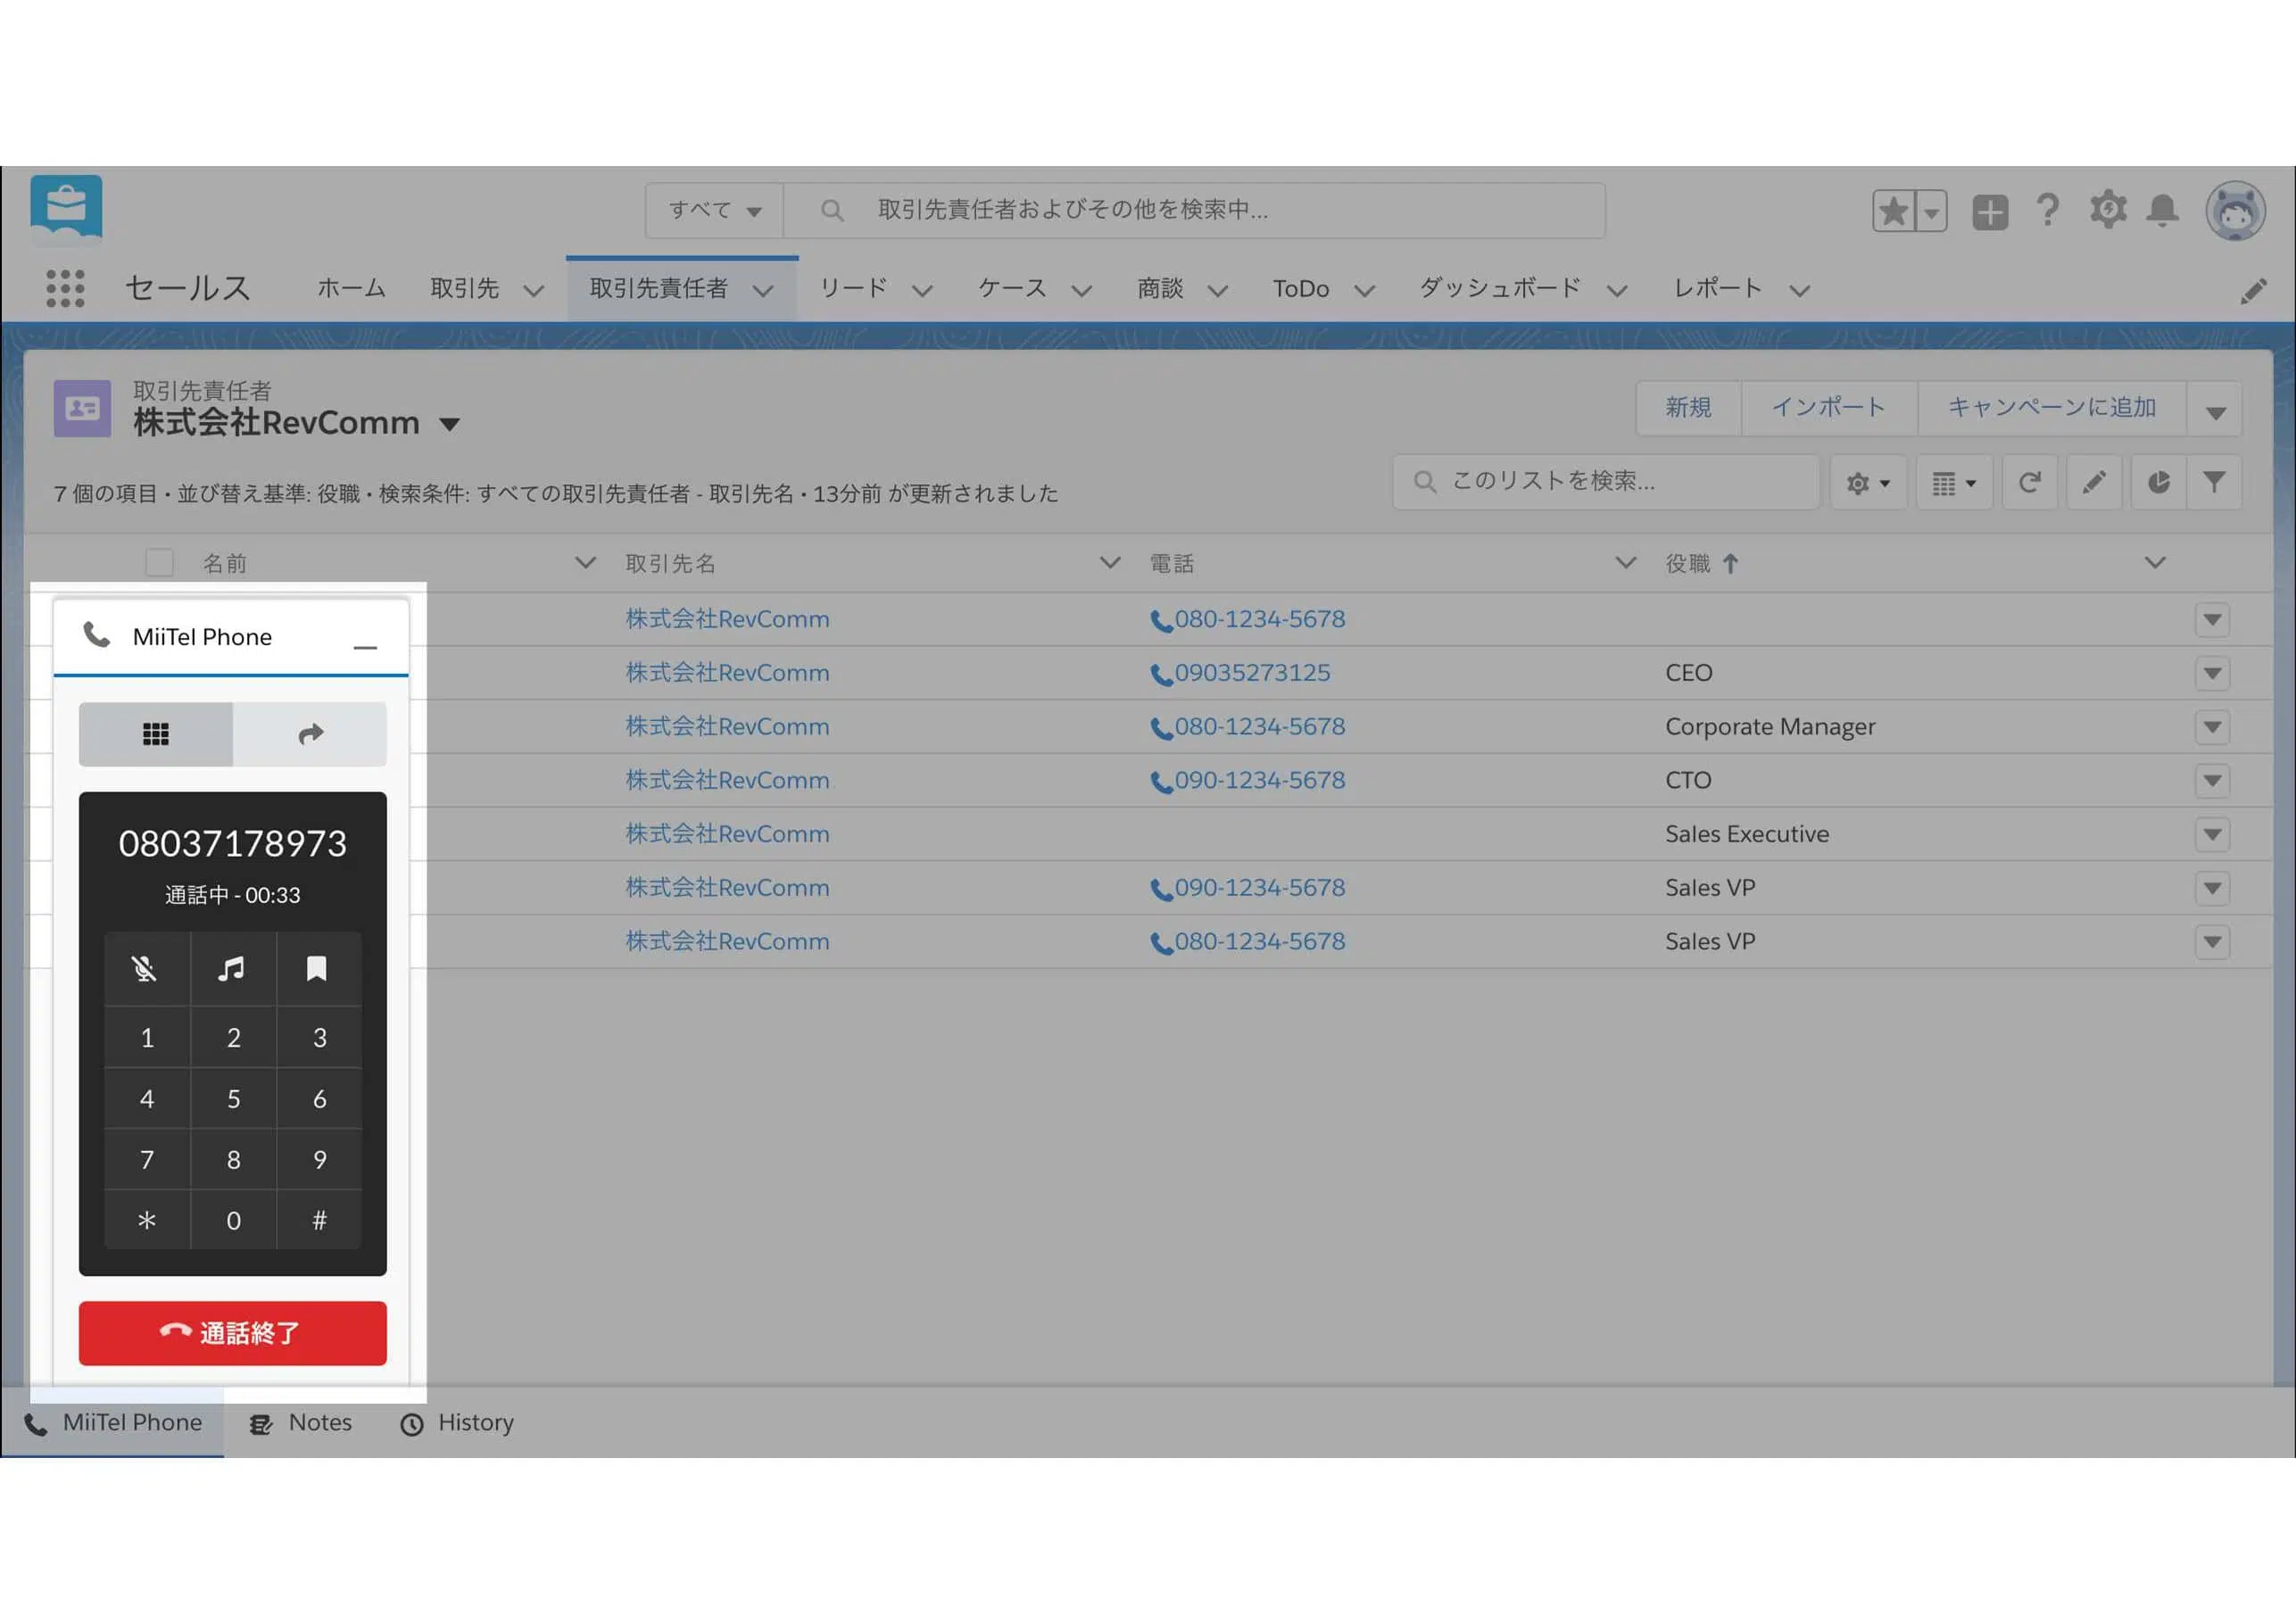 すべて 取引先責任者およびその他を検索中...
セールス ホーム 取引先 取引先責任者 リード ケース 商談 ToDo ダッシュボード レポート
取引先責任者
株式会社RevComm
新規 インポート キャンペーンに追加
7 個の項目・並び替え基準: 役職・検索条件: すべての取引先責任者 - 取引先名・13分前 が更新されました
このリストを検索...
名前 取引先名 電話 役職
株式会社RevComm 080-1234-5678
株式会社RevComm 09035273125 CEO
株式会社RevComm 080-1234-5678 Corporate Manager
株式会社RevComm 090-1234-5678 CTO
株式会社RevComm Sales Executive
株式会社RevComm 090-1234-5678 Sales VP
株式会社RevComm 080-1234-5678 Sales VP
MiiTel Phone
08037178973
通話中 - 00:33
1 2 3
4 5 6
7 8 9
* 0 #
通話終了
MiiTel Phone Notes History